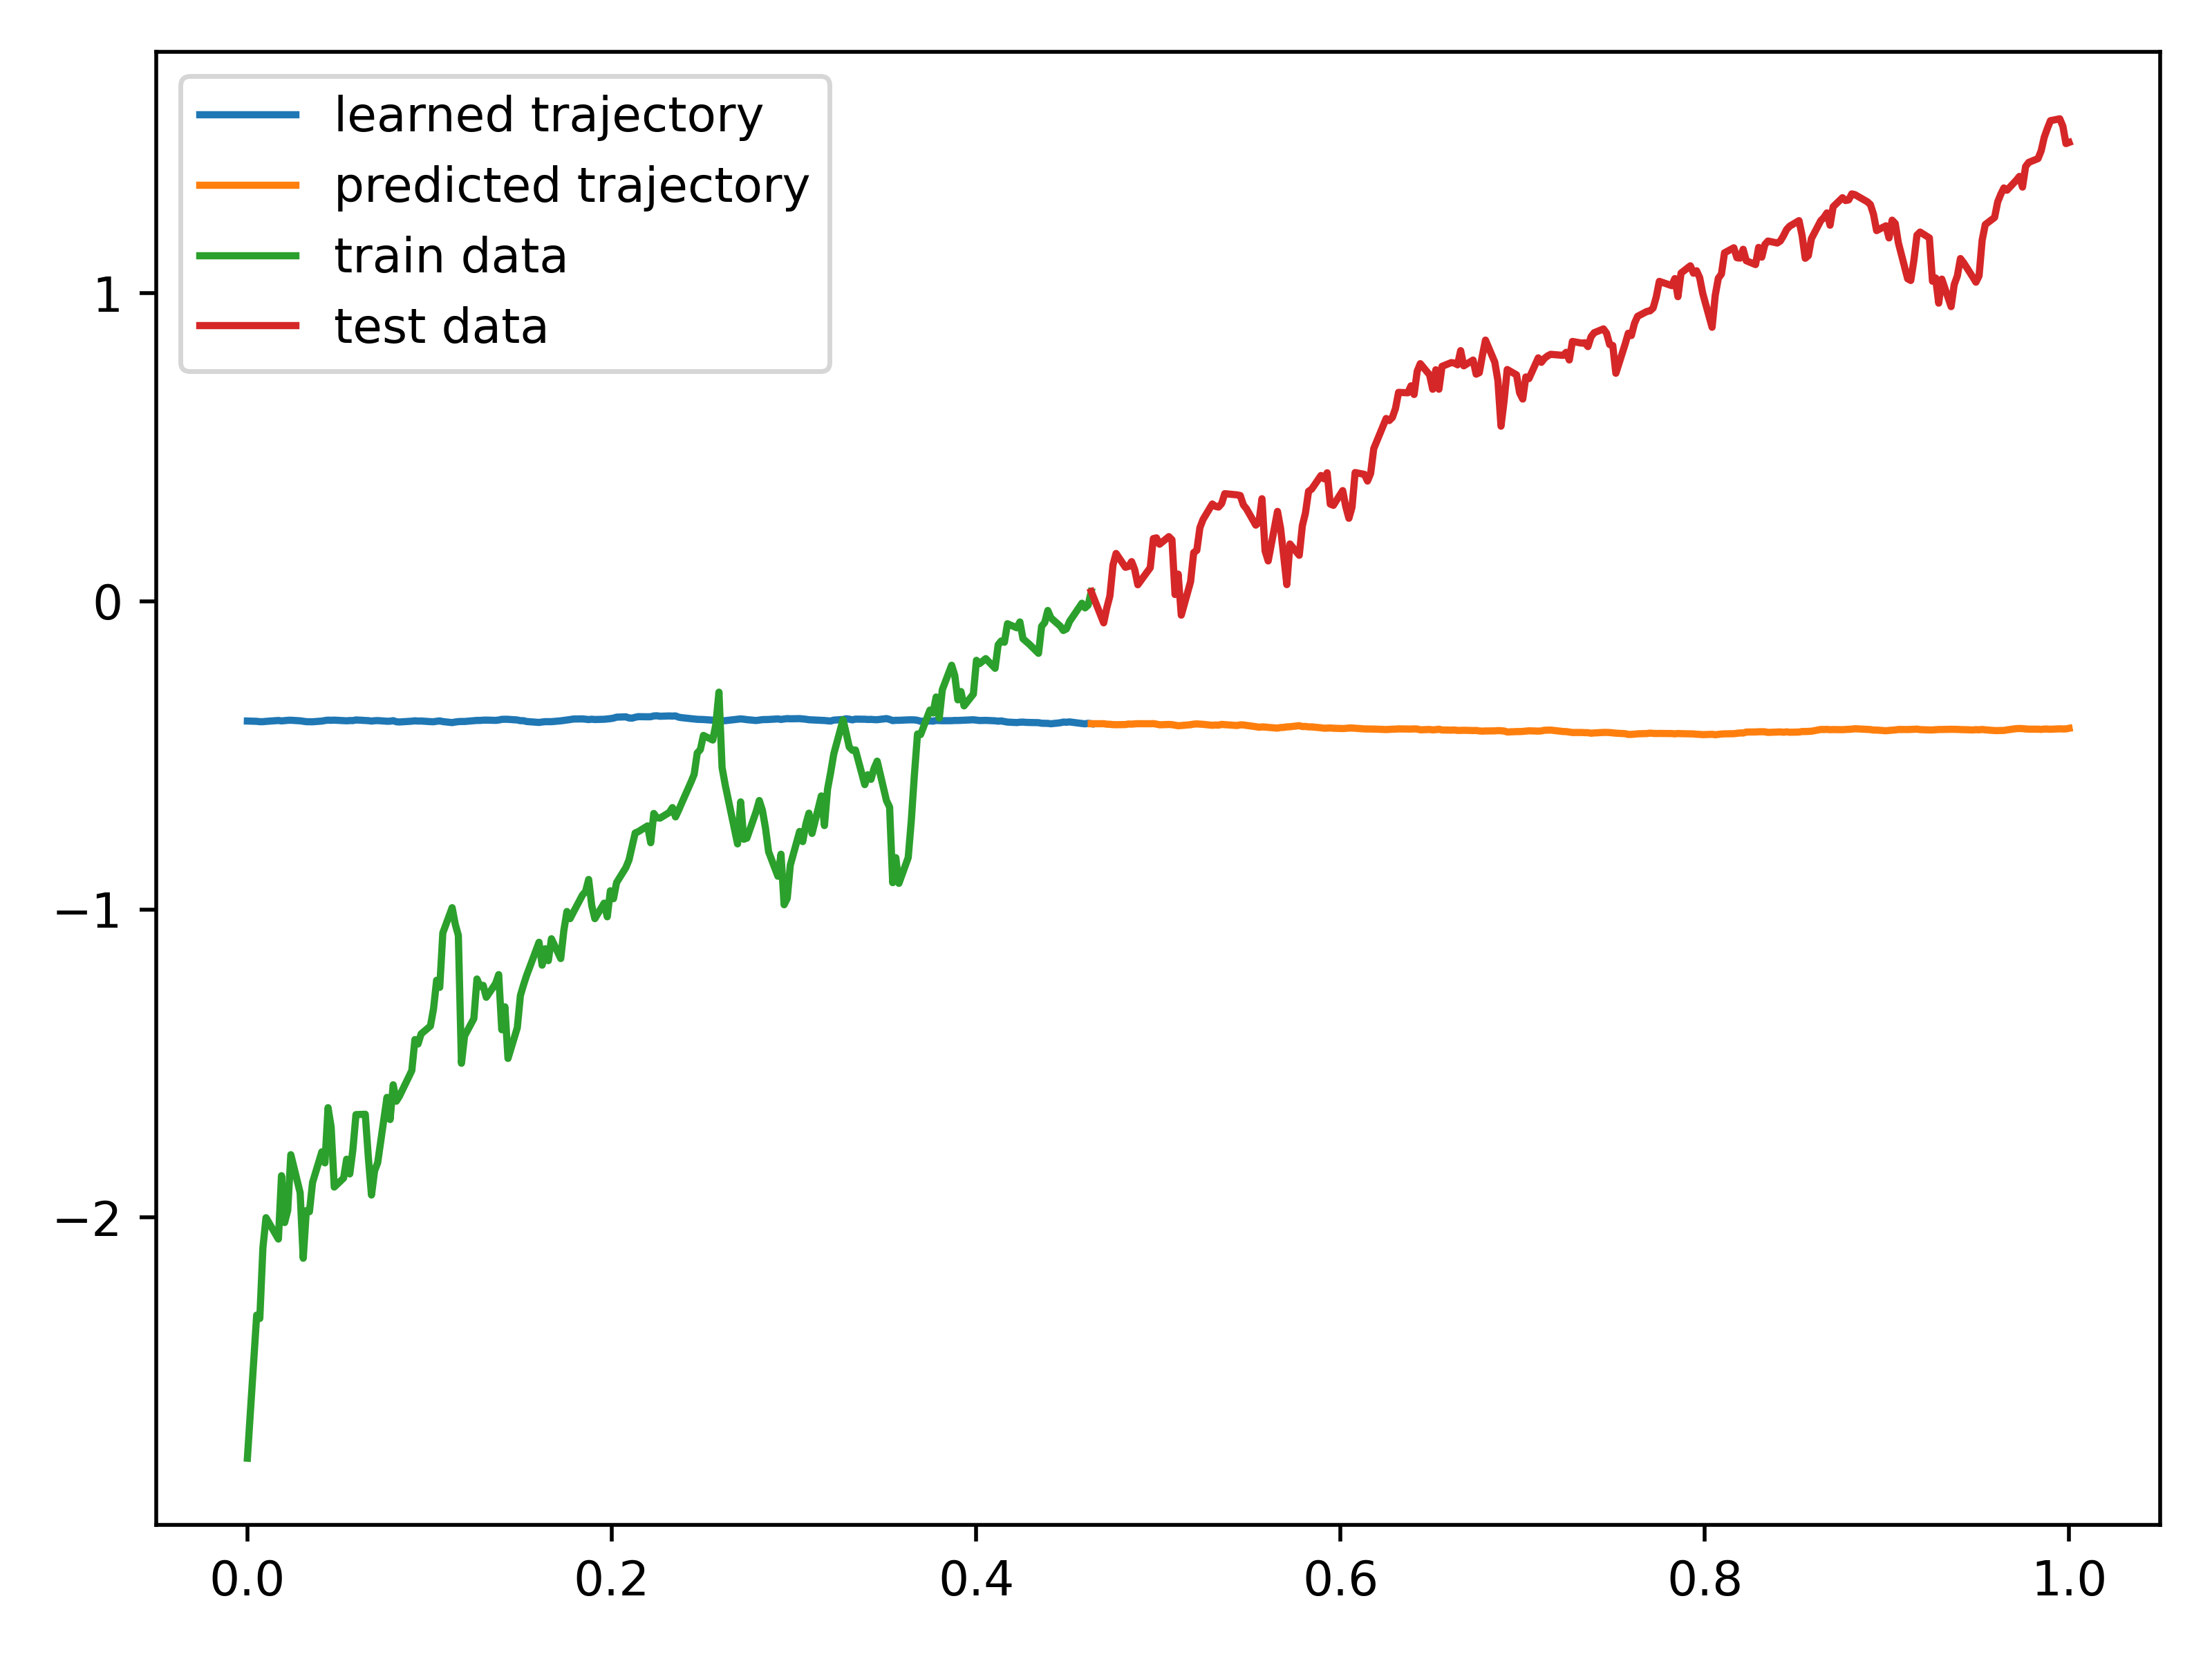 learned trajectory
predicted trajectory
train data
test data
1
0
−1
−2
0.0 0.2 0.4 0.6 0.8 1.0